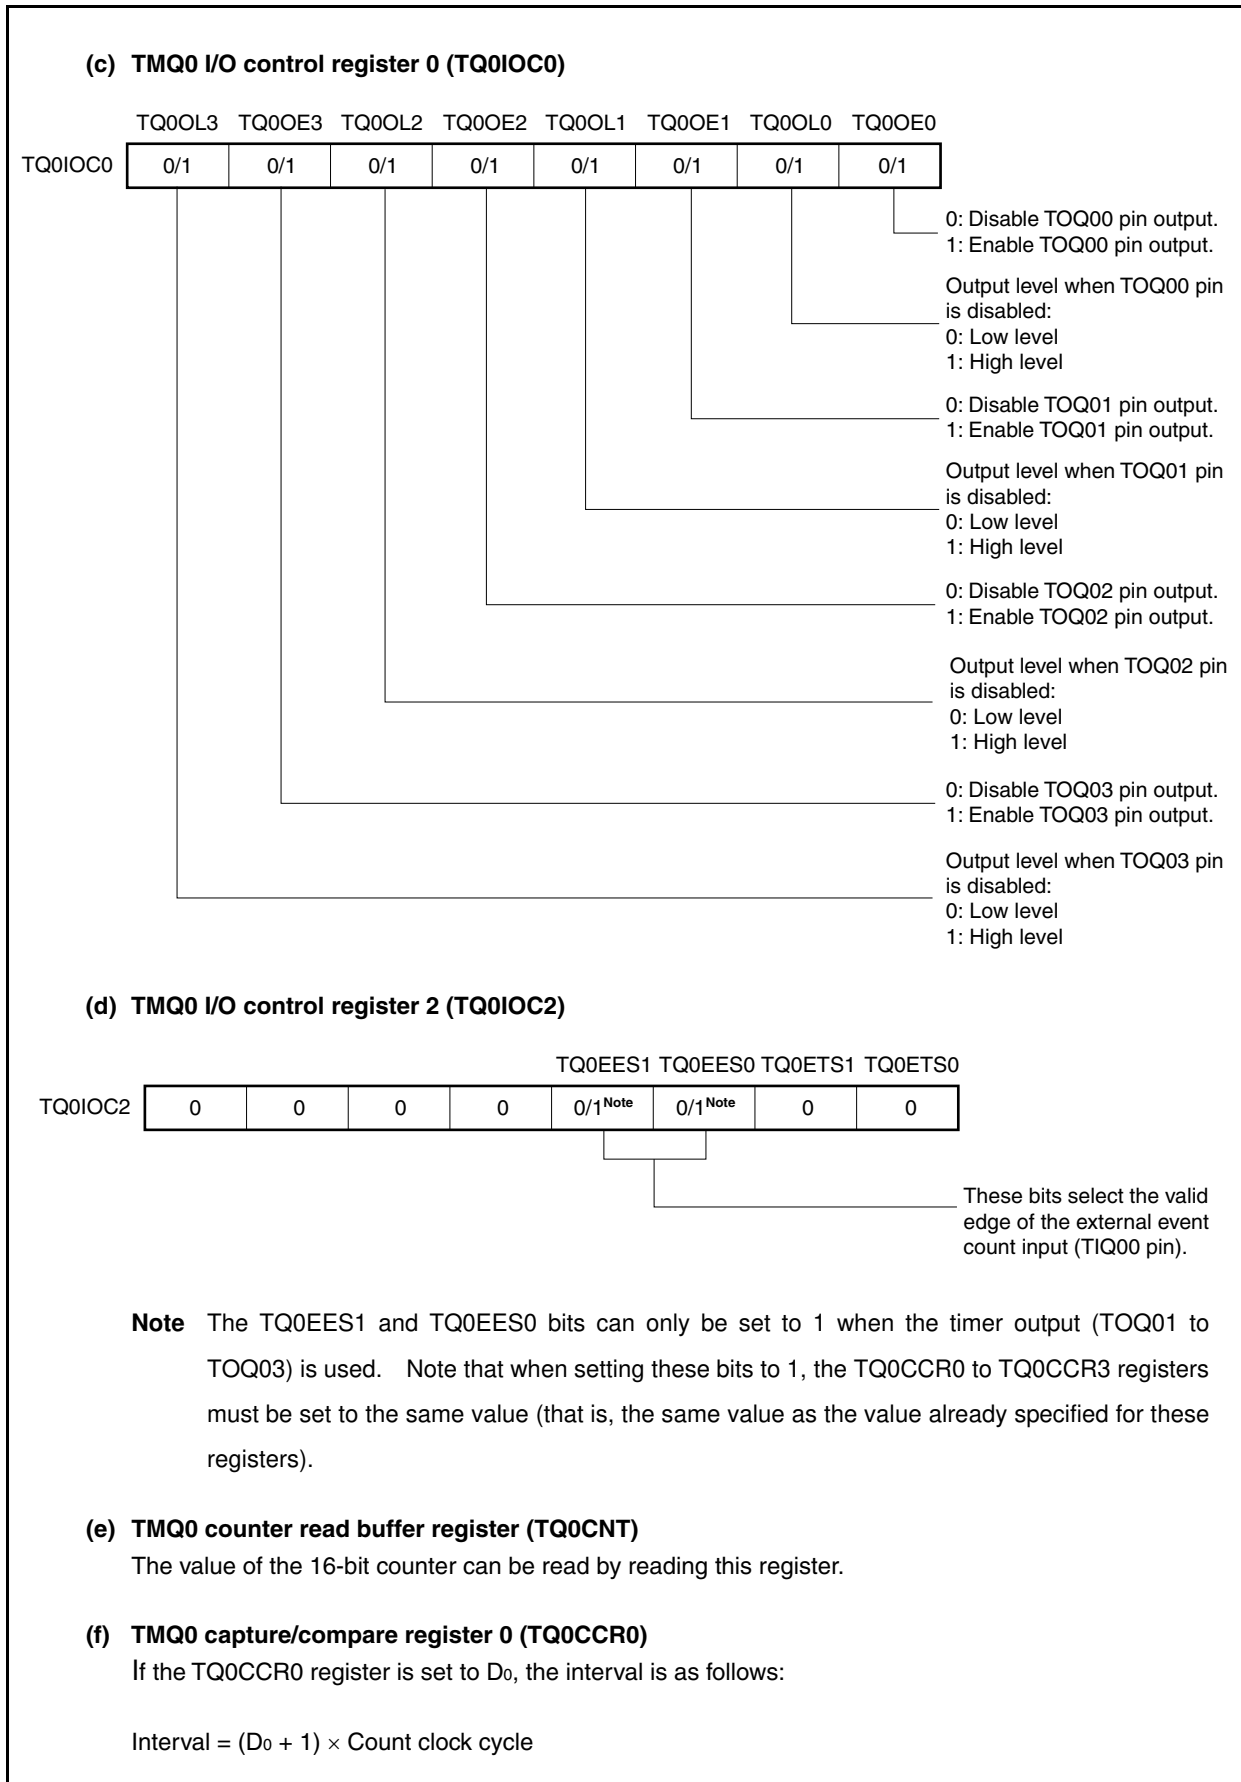 (c) TMQ0 I/O control register 0 (TQ0IOC0)
TQ0OL3 TQ0OE3 TQ0OL2 TQ0OE2 TQ0OL1 TQ0OE1 TQ0OL0 TQ0OE0
TQ0IOC0 0/1 0/1 0/1 0/1 0/1 0/1 0/1 0/1
0: Disable TOQ00 pin output.
1: Enable TOQ00 pin output.
Output level when TOQ00 pin
is disabled:
0: Low level
1: High level
0: Disable TOQ01 pin output.
1: Enable TOQ01 pin output.
Output level when TOQ01 pin
is disabled:
0: Low level
1: High level
0: Disable TOQ02 pin output.
1: Enable TOQ02 pin output.
Output level when TOQ02 pin
is disabled:
0: Low level
1: High level
0: Disable TOQ03 pin output.
1: Enable TOQ03 pin output.
Output level when TOQ03 pin
is disabled:
0: Low level
1: High level
(d) TMQ0 I/O control register 2 (TQ0IOC2)
TQ0EES1 TQ0EES0 TQ0ETS1 TQ0ETS0
TQ0IOC2 0 0 0 0 0/1Note 0/1Note 0 0
These bits select the valid
edge of the external event
count input (TIQ00 pin).
Note The TQ0EES1 and TQ0EES0 bits can only be set to 1 when the timer output (TOQ01 to
TOQ03) is used. Note that when setting these bits to 1, the TQ0CCR0 to TQ0CCR3 registers
must be set to the same value (that is, the same value as the value already specified for these
registers).
(e) TMQ0 counter read buffer register (TQ0CNT)
The value of the 16-bit counter can be read by reading this register.
(f) TMQ0 capture/compare register 0 (TQ0CCR0)
If the TQ0CCR0 register is set to D0, the interval is as follows:
Interval = (D0 + 1) × Count clock cycle